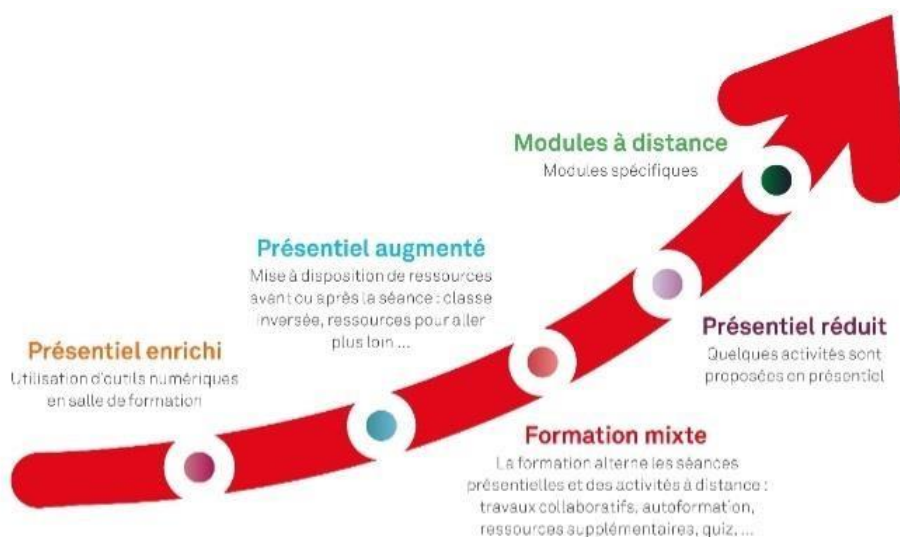 Modules à distance
Modules spécifiques
Présentiel augmenté
Mise à disposition de ressources
avant ou après la séance : classe
inversée, ressources pour aller
plus loin ...
Présentiel enrichi
Utilisation d'outils numériques
en salle de formation
Présentiel réduit
Quelques activités sont
proposées en présentiel
Formation mixte
La formation alterne les séances
présentielles et des activités à distance :
travaux collaboratifs, autoformation,
ressources supplémentaires, quiz, ...